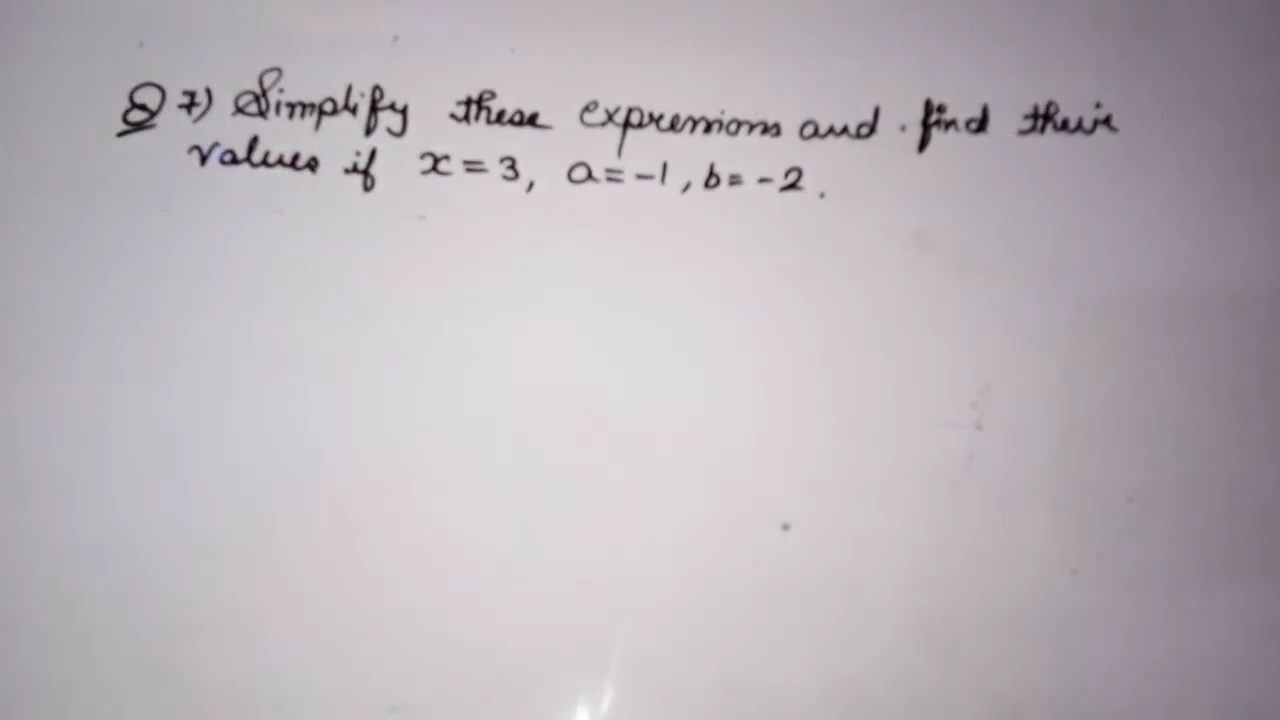 Q 7) Simplify these expressions and find their
values if x = 3, a = -1, b = -2.